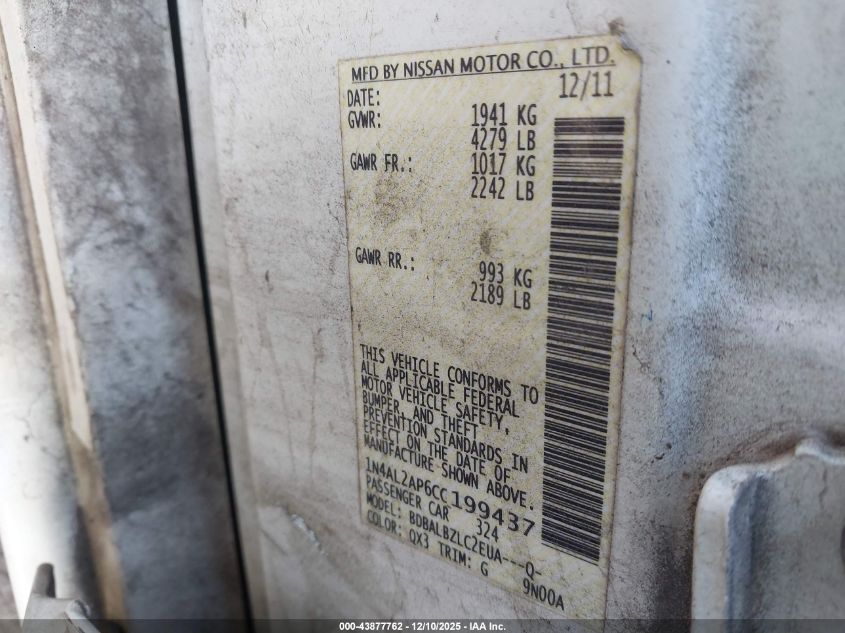 MFD BY NISSAN MOTOR CO., LTD.
DATE: 12/11
GVWR: 1941 KG
4279 LB
GAWR FR.: 1017 KG
2242 LB
GAWR RR.: 993 KG
2189 LB
THIS VEHICLE CONFORMS TO
ALL APPLICABLE FEDERAL
MOTOR VEHICLE SAFETY,
BUMPER, AND THEFT
PREVENTION STANDARDS IN
EFFECT ON THE DATE OF
MANUFACTURE SHOWN ABOVE.
1N4AL2AP6CC199437
PASSENGER CAR 324
MODEL: BDBALBZLC2EUA---Q-
COLOR: QX3 TRIM: G 9N00A
000-43877762 - 12/10/2025 - IAA Inc.